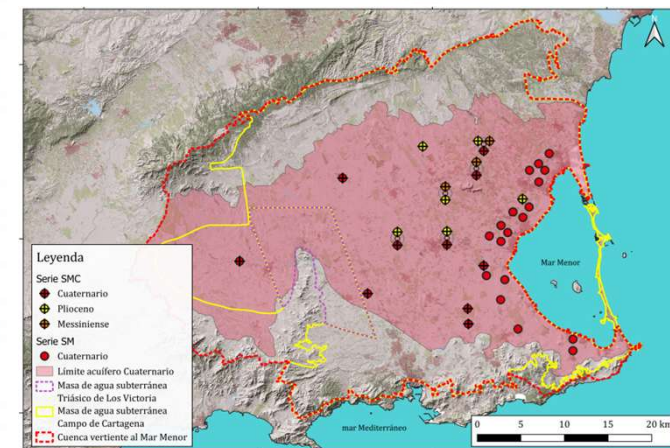 N
Mar Menor
mar Mediterráneo
Leyenda
Serie SMC
Cuaternario
Plioceno
Messiniense
Serie SM
Cuaternario
Límite acuífero Cuaternario
Masa de agua subterránea
Triásico de Los Victoria
Masa de agua subterránea
Campo de Cartagena
Cuenca vertiente al Mar Menor
0 5 10 15 20 km